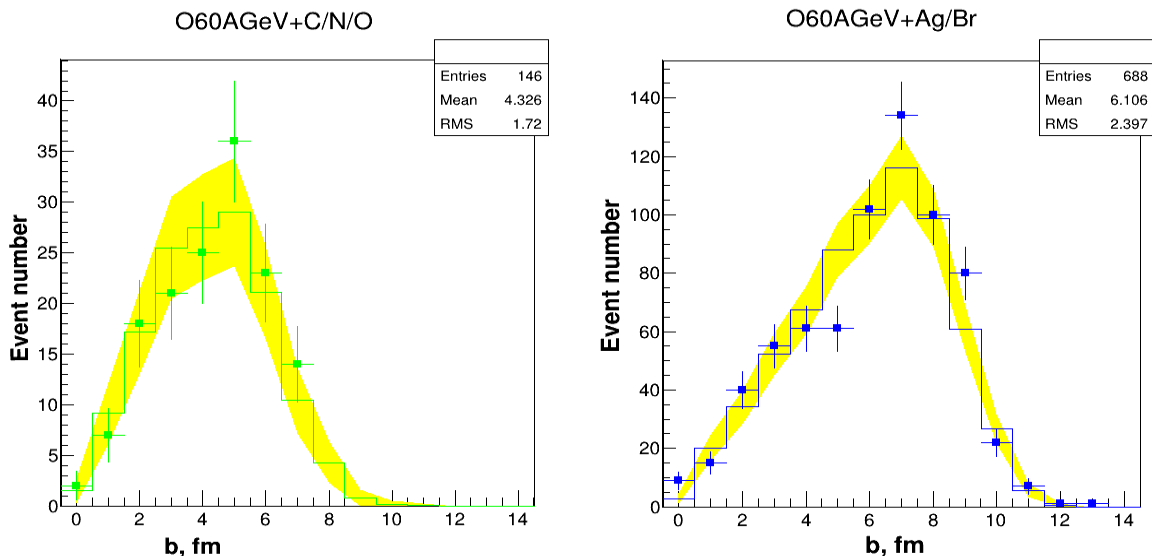 O60AGeV+C/N/O
Entries 146
Mean 4.326
RMS 1.72
Event number
40
35
30
25
20
15
10
5
0
0 2 4 6 8 10 12 14
b, fm
O60AGeV+Ag/Br
Entries 688
Mean 6.106
RMS 2.397
Event number
140
120
100
80
60
40
20
0
0 2 4 6 8 10 12 14
b, fm